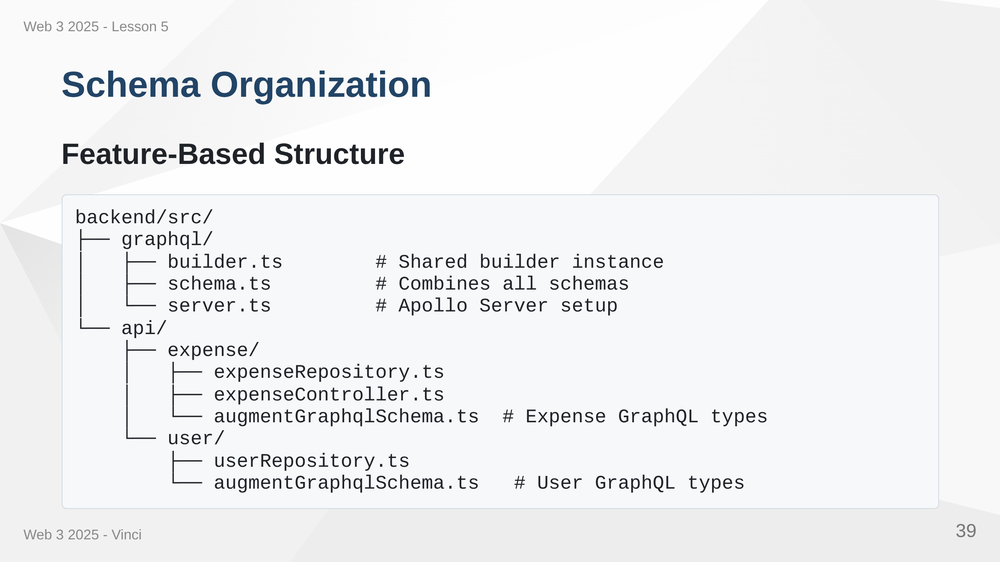 Web 3 2025 - Lesson 5
Schema Organization
Feature-Based Structure
backend/src/
├── graphql/
│   ├── builder.ts        # Shared builder instance
│   ├── schema.ts         # Combines all schemas
│   └── server.ts         # Apollo Server setup
└── api/
    ├── expense/
    │   ├── expenseRepository.ts
    │   ├── expenseController.ts
    │   └── augmentGraphqlSchema.ts  # Expense GraphQL types
    └── user/
        ├── userRepository.ts
        └── augmentGraphqlSchema.ts   # User GraphQL types
Web 3 2025 - Vinci
39